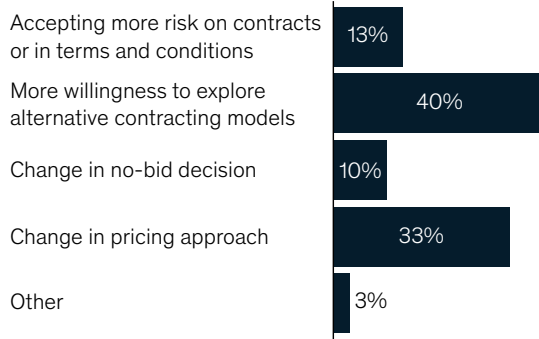 Accepting more risk on contracts
or in terms and conditions
13%
More willingness to explore
alternative contracting models
40%
Change in no-bid decision
10%
Change in pricing approach
33%
Other
3%